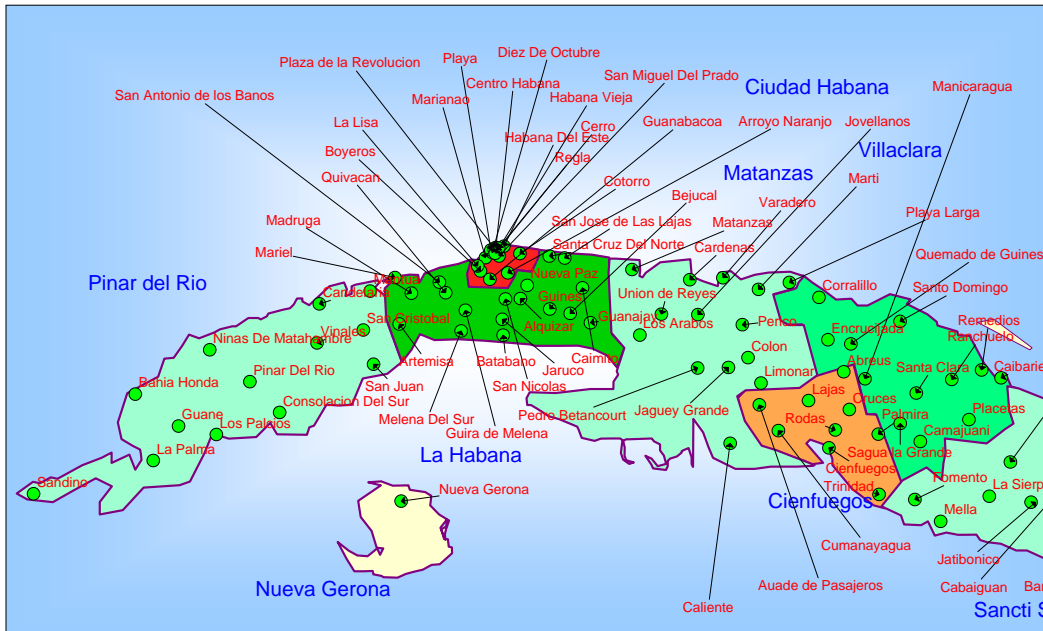 Diez De Octubre
Playa
Plaza de la Revolucion
San Miguel Del Prado
Centro Habana
Ciudad Habana
Manicaragua
San Antonio de los Banos
Marianao
Habana Vieja
La Lisa
Cerro
Guanabacoa
Arroyo Naranjo
Jovellanos
Habana Del Este
Villaclara
Boyeros
Regla
Quivacan
Cotorro
Bejucal
Matanzas
Marti
Varadero
Madruga
San Jose de Las Lajas
Matanzas
Playa Larga
Mariel
Santa Cruz Del Norte
Cardenas
Quemado de Guines
Pinar del Rio
Mantua
Nueva Paz
Union de Reyes
Corralillo
Santo Domingo
Candelaria
Guines
Guanajay
San Cristobal
Alquizar
Los Arabos
Perico
Remedios
Vinales
Encrucijada
Ranchuelo
Ninas De Matahambre
Artemisa
Batabano
Caimito
Colon
Abreus
Santa Clara
Caibarie
Pinar Del Rio
San Juan
Jaruco
Limonar
Bahia Honda
San Nicolas
Lajas
Consolacion Del Sur
Cruces
Placetas
Guane
Melena Del Sur
Pedro Betancourt
Jaguey Grande
Rodas
Palmira
Los Palcios
Guira de Melena
Camajuani
La Palma
La Habana
Sagua la Grande
Cienfuegos
Sandino
Trinidad
Fomento
Nueva Gerona
Cienfuegos
La Sierp
Mella
Cumanayagua
Jatibonico
Nueva Gerona
Auade de Pasajeros
Cabaiguan
Bar
Caliente
Sancti S